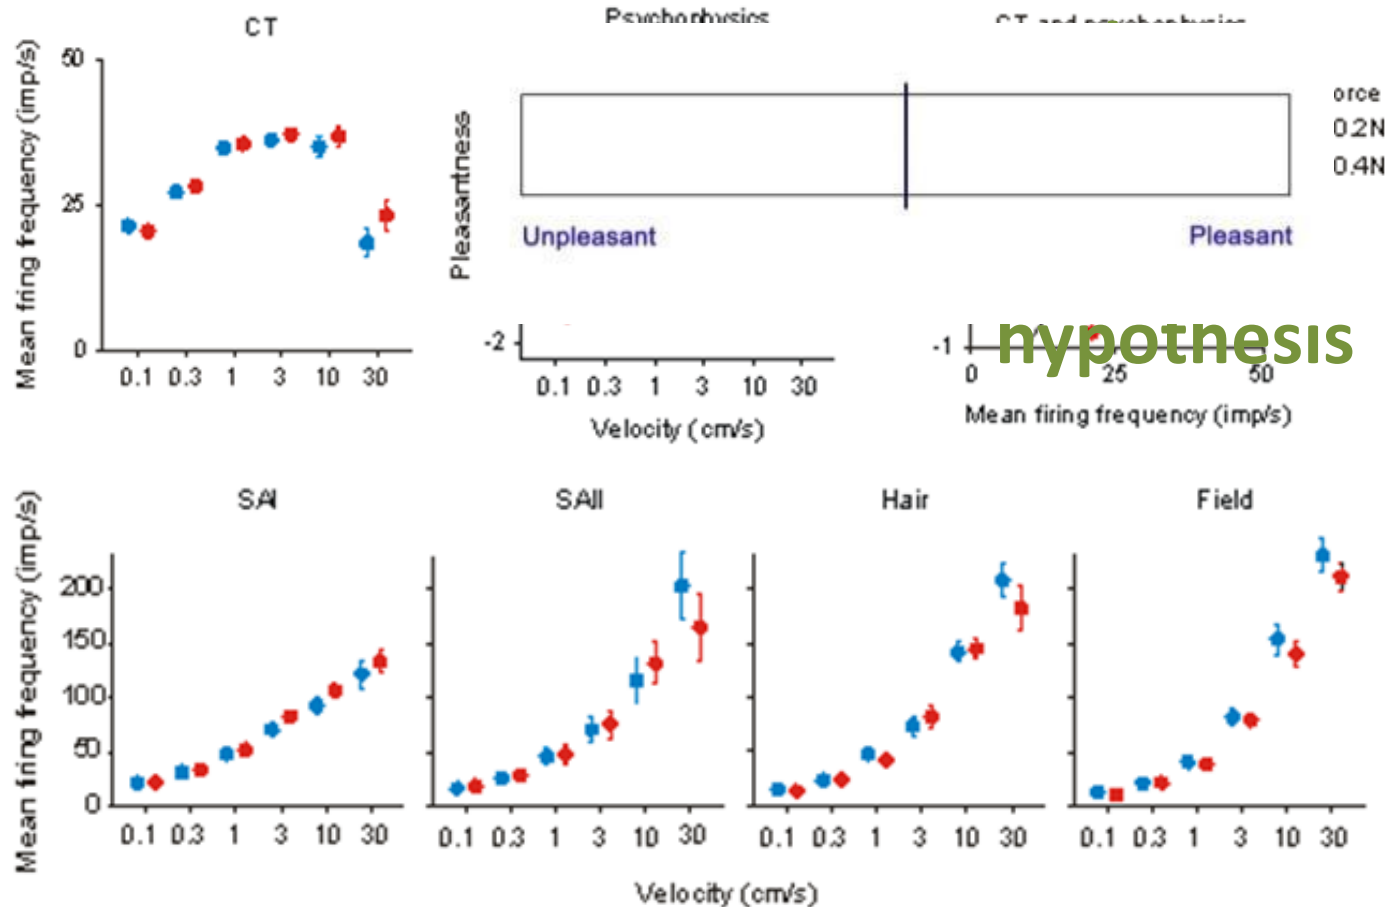 CT
Psychophysics
CT and psychophysics
Mean firing frequency (imp/s)
50
25
0
0.1 0.3 1 3 10 30
Pleasantness
Unpleasant
Pleasant
orce
0.2N
0.4N
-2
0.1 0.3 1 3 10 30
Velocity (cm/s)
hypothesis
-1
0 25 50
Mean firing frequency (imp/s)
SAI
SAII
Hair
Field
Mean firing frequency (imp/s)
200
150
100
50
0
0.1 0.3 1 3 10 30
0.1 0.3 1 3 10 30
0.1 0.3 1 3 10 30
0.1 0.3 1 3 10 30
Velocity (cm/s)